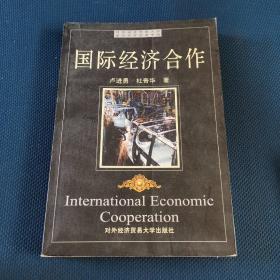 国际经济合作
卢进勇 杜奇华 著
International Economic
Cooperation
对外经济贸易大学出版社